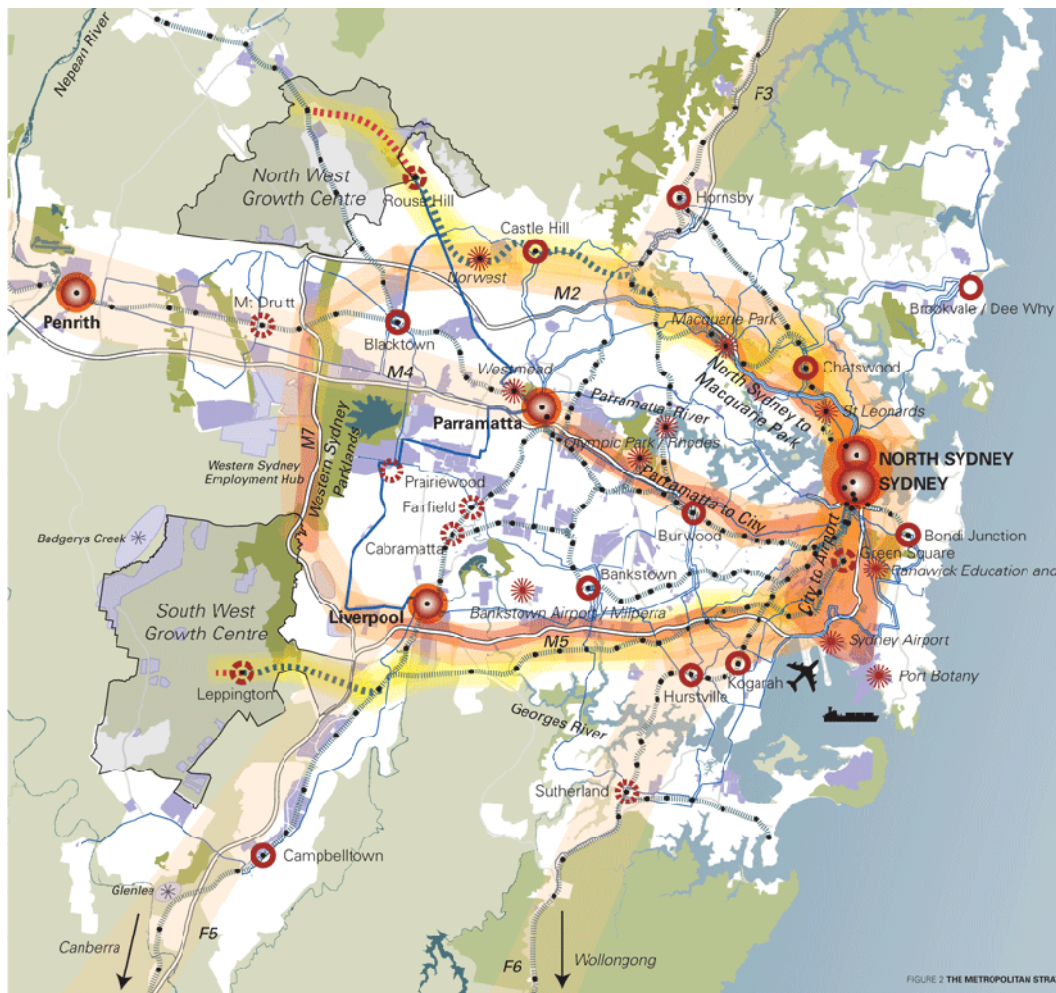 Nepean River
F3
North West
Growth Centre
Rouse Hill
Hornsby
Castle Hill
Norwest
M2
Brookvale / Dee Why
Penrith
Mt Druitt
Blacktown
Macquarie Park
Chatswood
M4
Westmead
North Sydney to
Macquarie Park
St Leonards
Parramatta
Parramatta River
Olympic Park / Rhodes
NORTH SYDNEY
SYDNEY
M7
Western Sydney
Parklands
Western Sydney
Employment Hub
Prairiewood
Parramatta to City
Fairfield
Burwood
Badgerys Creek
Cabramatta
City to Airport
Bondi Junction
Green Square
Randwick Education and
Bankstown
South West
Growth Centre
Liverpool
Bankstown Airport / Milperra
M5
Sydney Airport
Leppington
Hurstville
Kogarah
Port Botany
Georges River
Sutherland
Campbelltown
Glenlee
Canberra
F5
F6
Wollongong
FIGURE 2 THE METROPOLITAN STRA